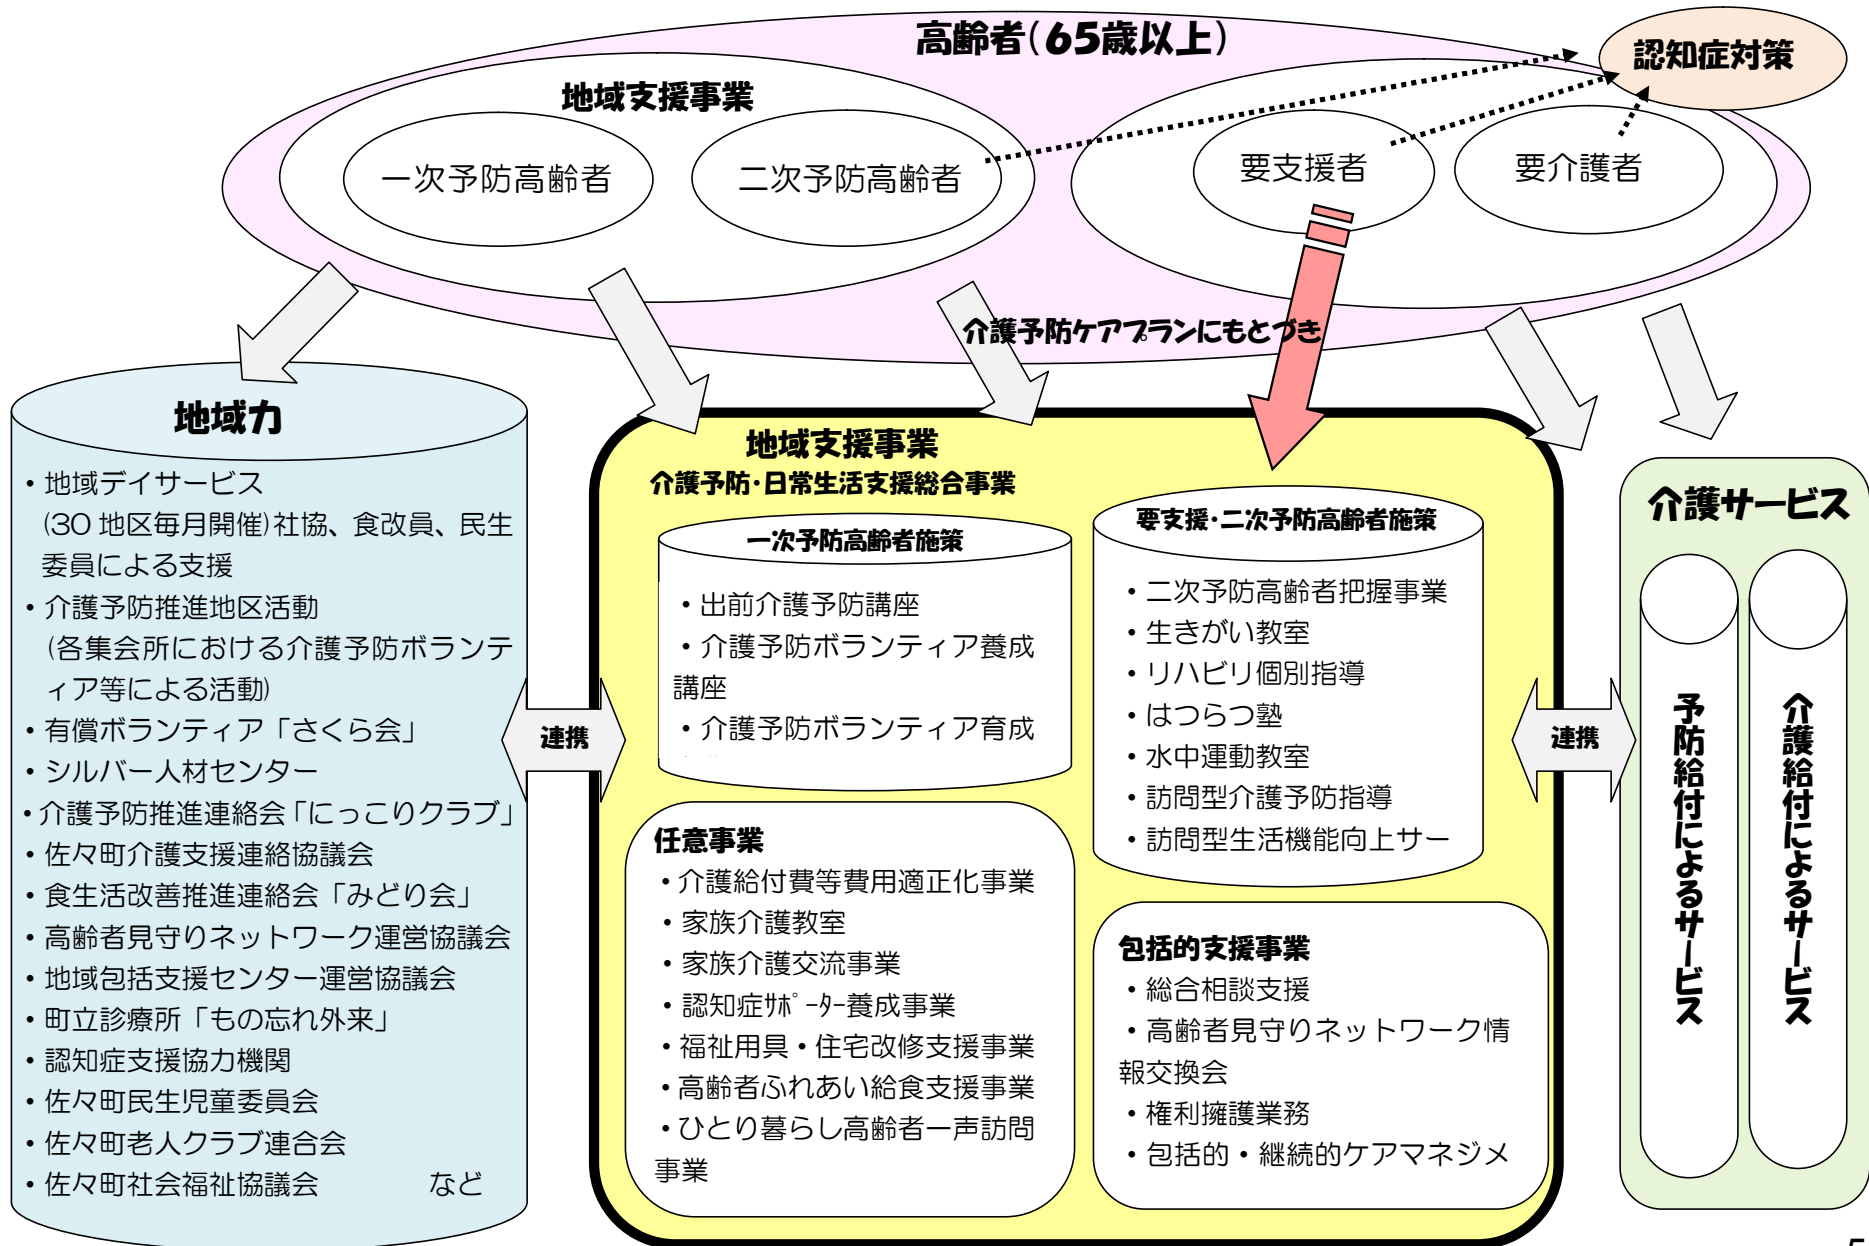 高齢者(65歳以上)
認知症対策
地域支援事業
一次予防高齢者
二次予防高齢者
要支援者
要介護者
介護予防ケアプランにもとづき
地域力
・地域デイサービス
(30地区毎月開催)社協、食改員、民生
委員による支援
・介護予防推進地区活動
(各集会所における介護予防ボランテ
ィア等による活動)
・有償ボランティア「さくら会」
・シルバー人材センター
・介護予防推進連絡会「にっこりクラブ」
・佐々町介護支援連絡協議会
・食生活改善推進連絡会「みどり会」
・高齢者見守りネットワーク運営協議会
・地域包括支援センター運営協議会
・町立診療所「もの忘れ外来」
・認知症支援協力機関
・佐々町民生児童委員会
・佐々町老人クラブ連合会
・佐々町社会福祉協議会　　　　など
連携
地域支援事業
介護予防・日常生活支援総合事業
一次予防高齢者施策
・出前介護予防講座
・介護予防ボランティア養成
講座
・介護予防ボランティア育成
要支援・二次予防高齢者施策
・二次予防高齢者把握事業
・生きがい教室
・リハビリ個別指導
・はつらつ塾
・水中運動教室
・訪問型介護予防指導
・訪問型生活機能向上サー
任意事業
・介護給付費等費用適正化事業
・家族介護教室
・家族介護交流事業
・認知症ｻﾎﾟｰﾀｰ養成事業
・福祉用具・住宅改修支援事業
・高齢者ふれあい給食支援事業
・ひとり暮らし高齢者一声訪問
事業
包括的支援事業
・総合相談支援
・高齢者見守りネットワーク情
報交換会
・権利擁護業務
・包括的・継続的ケアマネジメ
連携
介護サービス
予防給付によるサービス
介護給付によるサービス